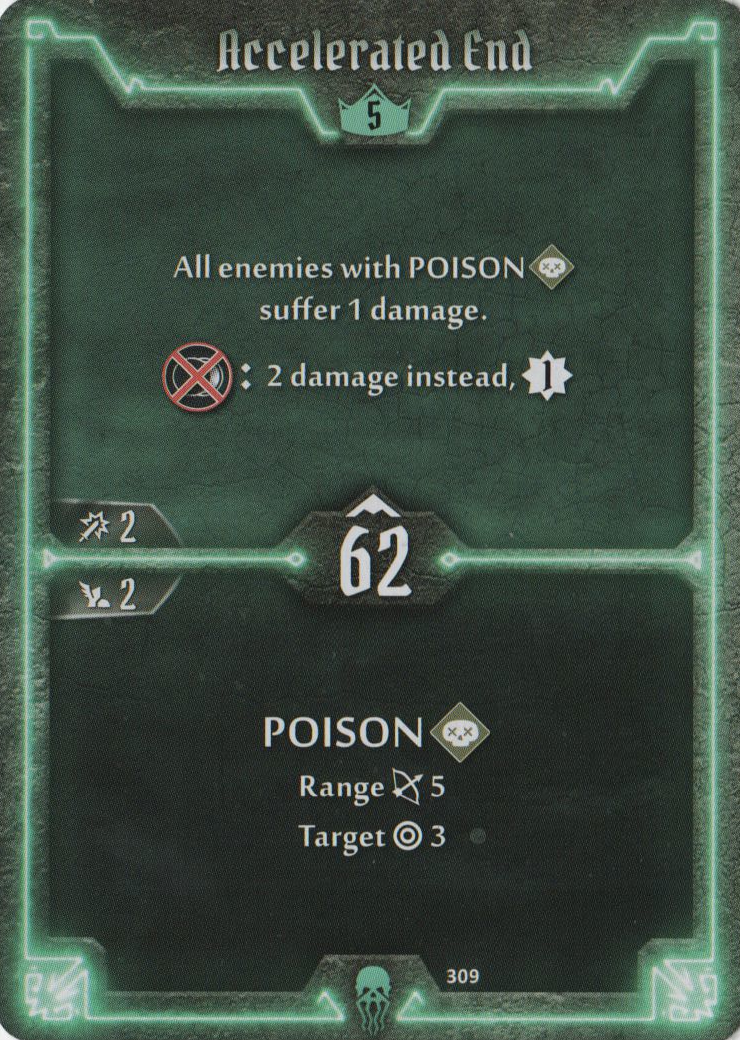 Accelerated End
5
All enemies with POISON
suffer 1 damage.
: 2 damage instead, 1
2
62
2
POISON
Range 5
Target 3
309